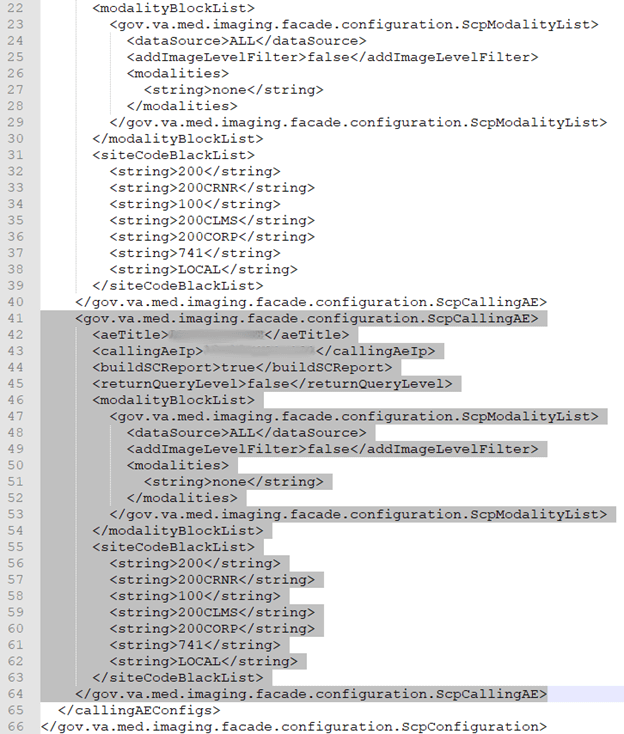 22 <modalityBlockList>
23 <gov.va.med.imaging.facade.configuration.ScpModalityList>
24 <dataSource>ALL</dataSource>
25 <addImageLevelFilter>false</addImageLevelFilter>
26 <modalities>
27 <string>none</string>
28 </modalities>
29 </gov.va.med.imaging.facade.configuration.ScpModalityList>
30 </modalityBlockList>
31 <siteCodeBlackList>
32 <string>200</string>
33 <string>200CRNR</string>
34 <string>100</string>
35 <string>200CLMS</string>
36 <string>200CORP</string>
37 <string>741</string>
38 <string>LOCAL</string>
39 </siteCodeBlackList>
40 </gov.va.med.imaging.facade.configuration.ScpCallingAE>
41 <gov.va.med.imaging.facade.configuration.ScpCallingAE>
42 <aeTitle></aeTitle>
43 <callingAeIp></callingAeIp>
44 <buildSCReport>true</buildSCReport>
45 <returnQueryLevel>false</returnQueryLevel>
46 <modalityBlockList>
47 <gov.va.med.imaging.facade.configuration.ScpModalityList>
48 <dataSource>ALL</dataSource>
49 <addImageLevelFilter>false</addImageLevelFilter>
50 <modalities>
51 <string>none</string>
52 </modalities>
53 </gov.va.med.imaging.facade.configuration.ScpModalityList>
54 </modalityBlockList>
55 <siteCodeBlackList>
56 <string>200</string>
57 <string>200CRNR</string>
58 <string>100</string>
59 <string>200CLMS</string>
60 <string>200CORP</string>
61 <string>741</string>
62 <string>LOCAL</string>
63 </siteCodeBlackList>
64 </gov.va.med.imaging.facade.configuration.ScpCallingAE>
65 </callingAEConfigs>
66 </gov.va.med.imaging.facade.configuration.ScpConfiguration>